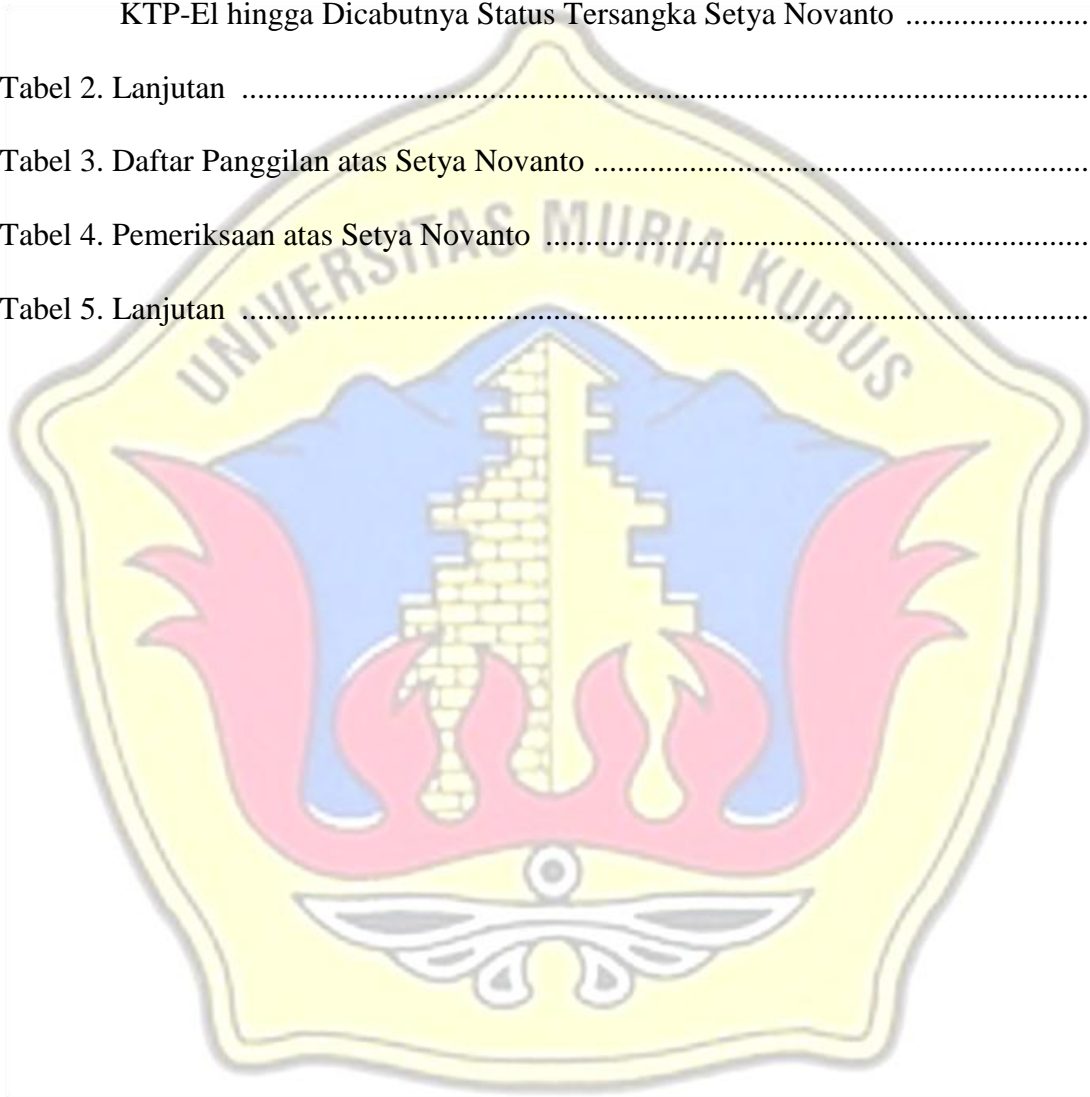 KTP-El hingga Dicabutnya Status Tersangka Setya Novanto .......................
Tabel 2. Lanjutan ..........................................................................................................
Tabel 3. Daftar Panggilan atas Setya Novanto ..............................................................
Tabel 4. Pemeriksaan atas Setya Novanto ....................................................................
Tabel 5. Lanjutan ..........................................................................................................
UNIVERSITAS MURIA KUDUS